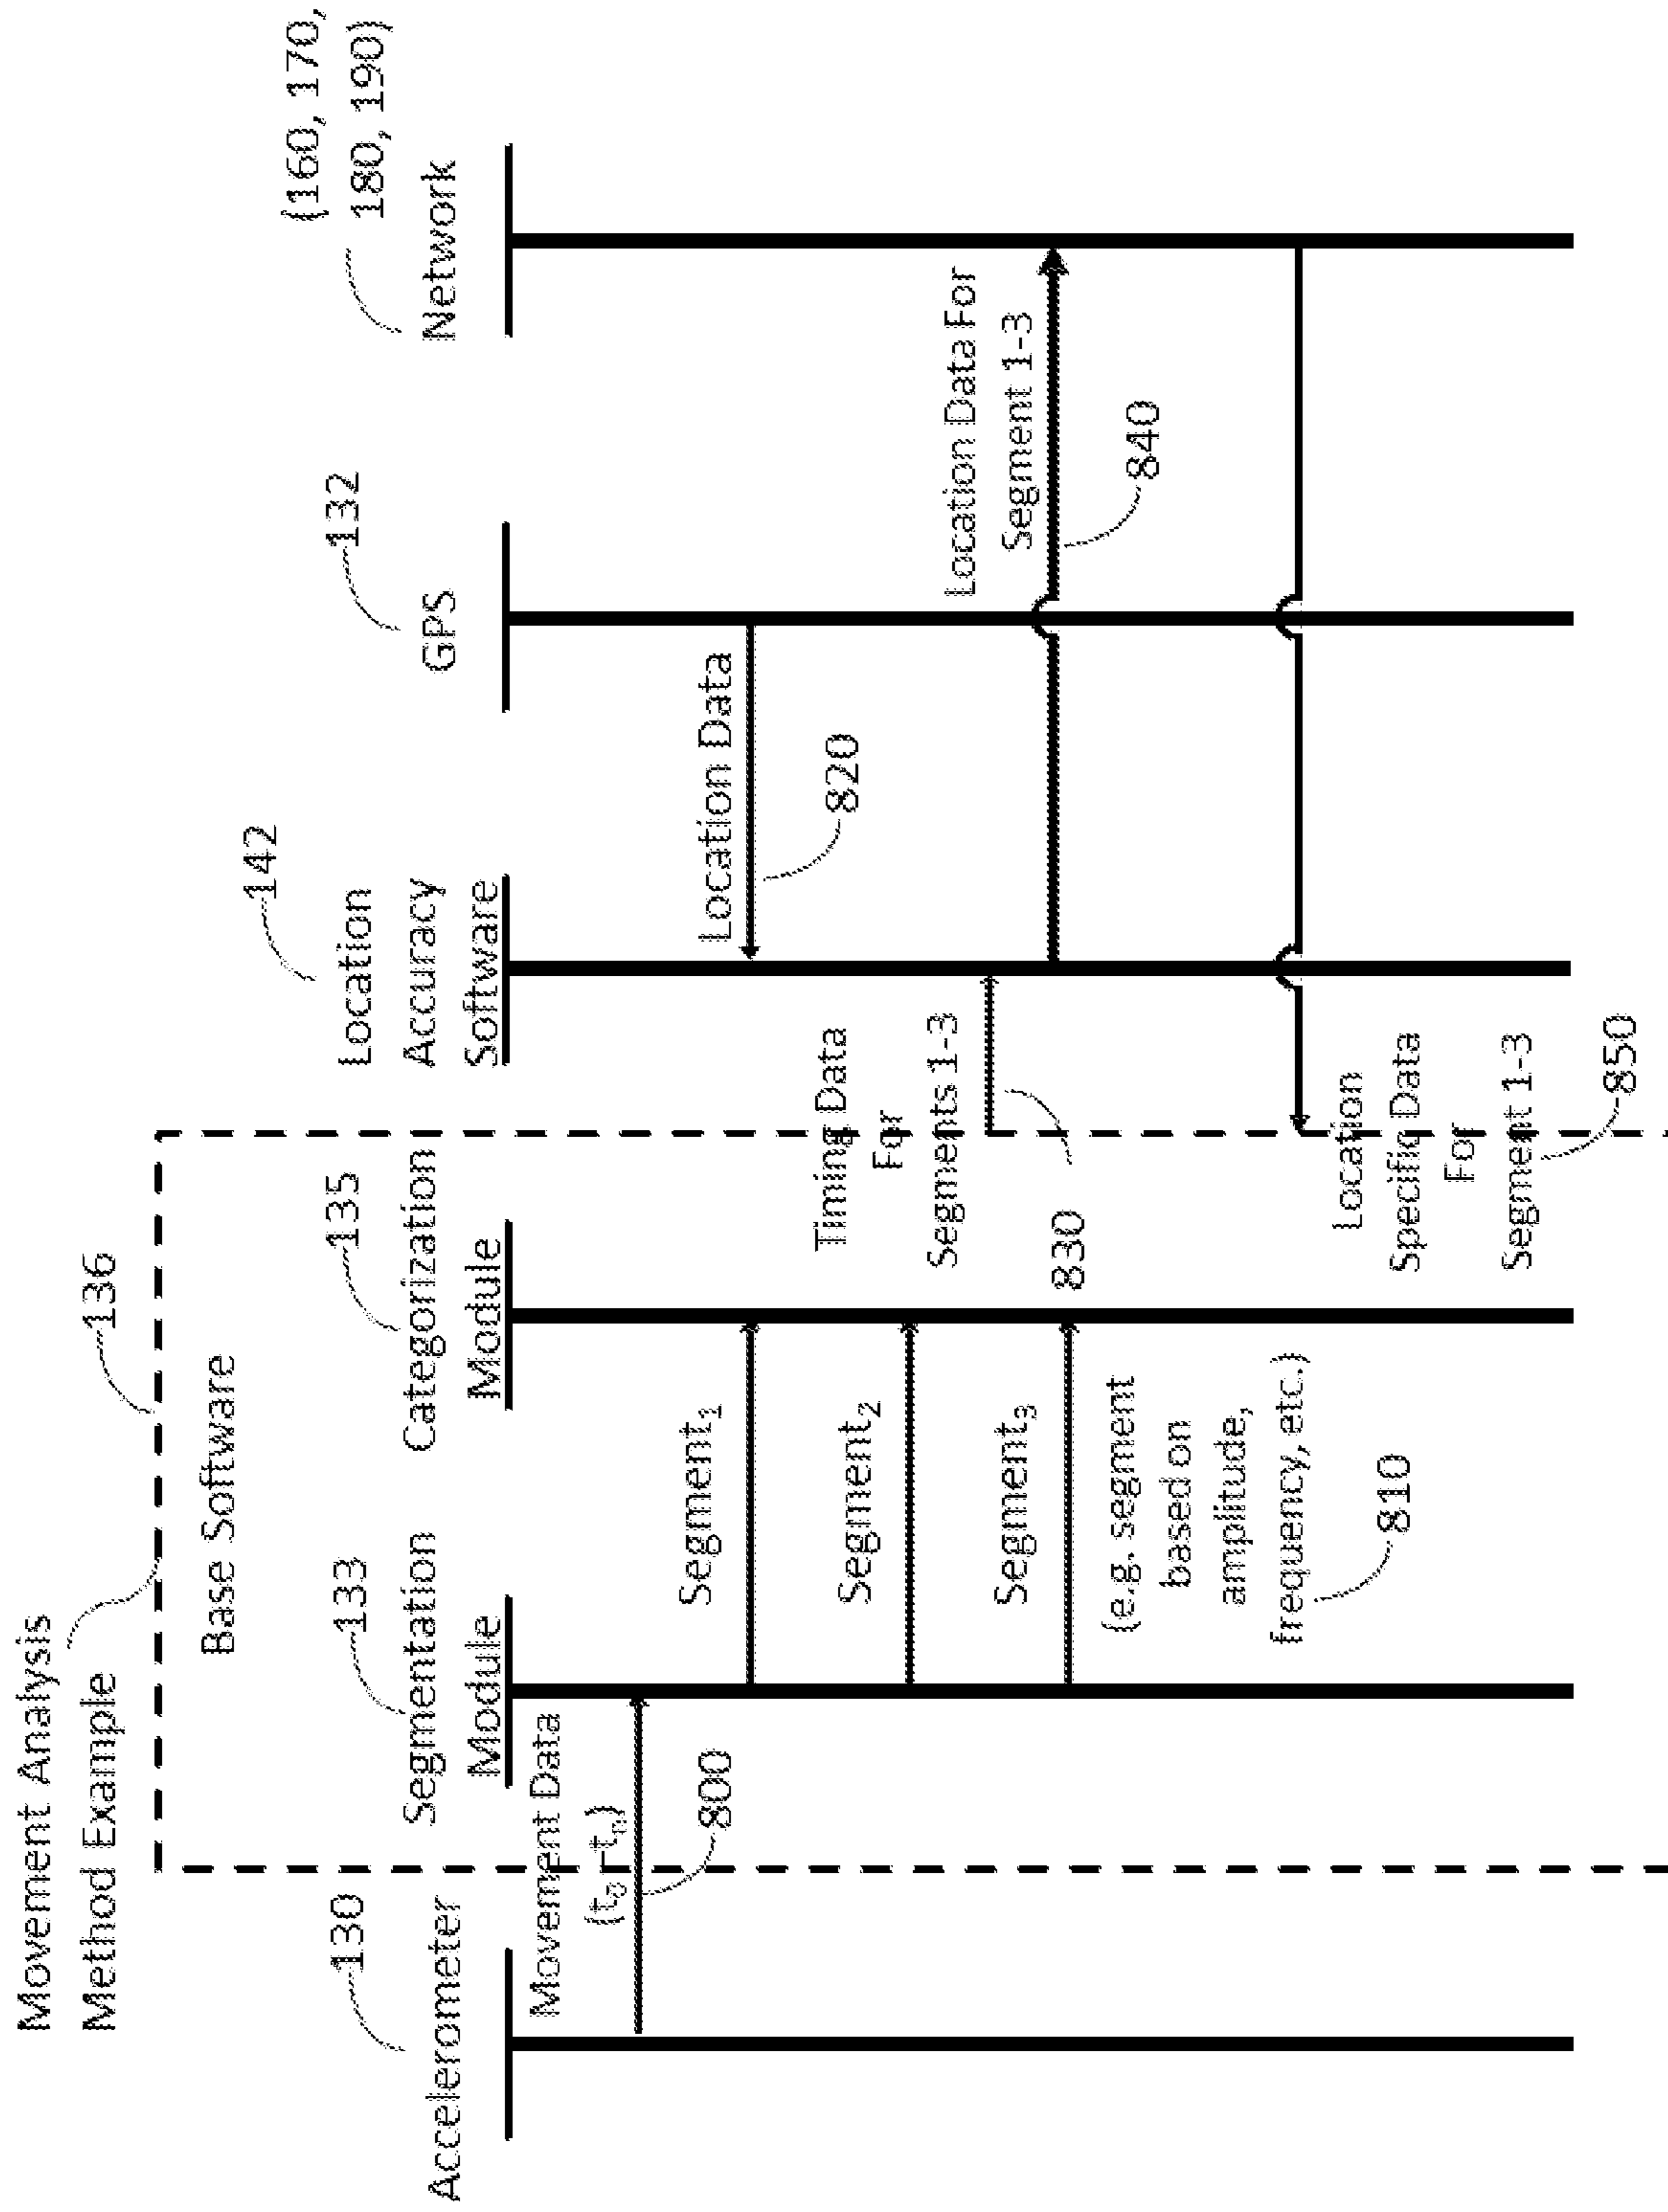 Movement Analysis
Method Example
136
Base Software
130
Accelerometer
133
Segmentation
Module
135
Categorization
Module
142
Location
Accuracy
Software
132
GPS
(160, 170,
180, 190)
Network
Movement Data
(t₀ –tₙ)
800
Segment₁
Segment₂
Segment₃
(e.g. segment
based on
amplitude,
frequency, etc.)
810
Location Data
820
Timing Data
For
Segments 1-3
830
Location Data For
Segment 1-3
840
Location
Specific Data
For
Segment 1-3
850